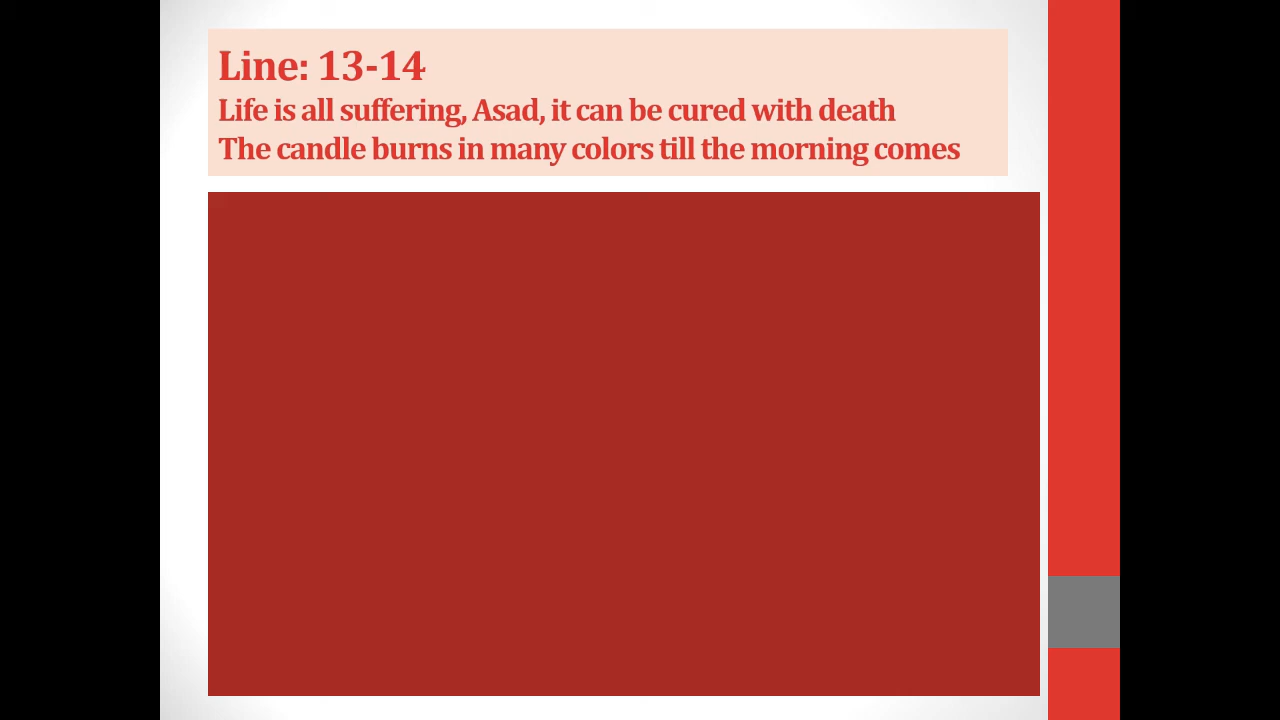 Line: 13-14
Life is all suffering, Asad, it can be cured with death
The candle burns in many colors till the morning comes